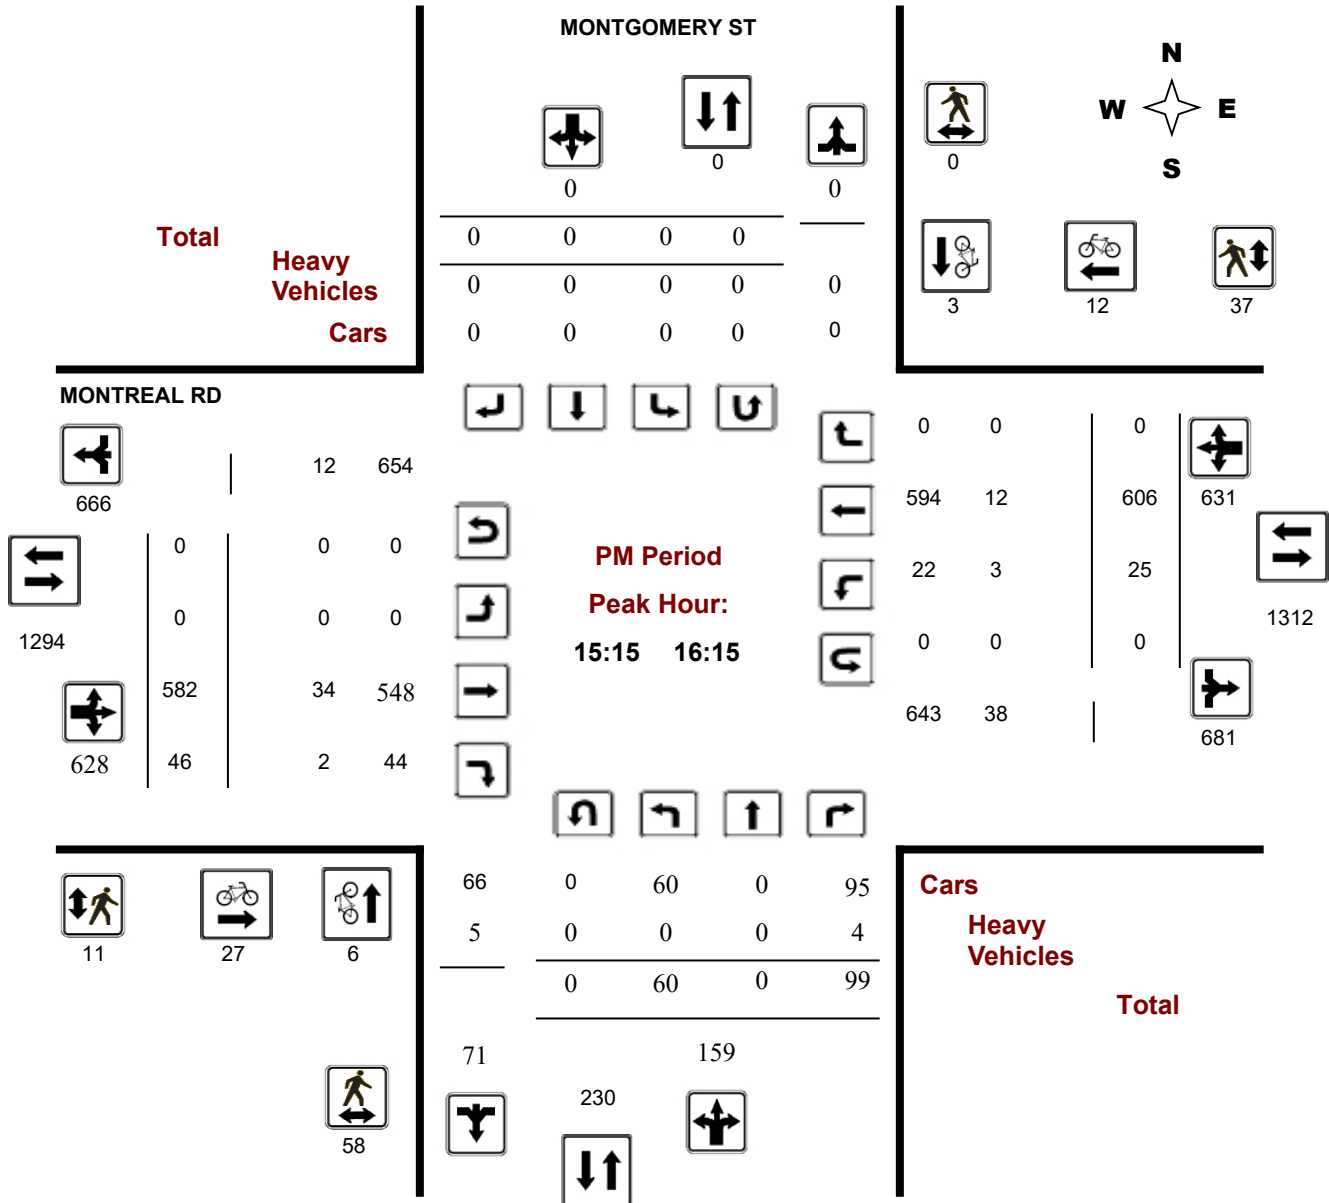 MONTGOMERY ST
N
W E
S
0
0
0
0 0
Total
0 0 0 0
Heavy
Vehicles
0 0 0 0 0
Cars
0 0 0 0 0
3 12 37
MONTREAL RD
0 0 0
12 654
666
594 12 606 631
0 0 0
PM Period
22 3 25
Peak Hour:
0 0 0
1294
15:15 16:15
0 0 0
1312
582 34 548
643 38
681
628 46 2 44
66 0 60 0 95
Cars
5 0 0 0 4
Heavy
Vehicles
11 27 6
0 60 0 99
Total
71 159
230
58